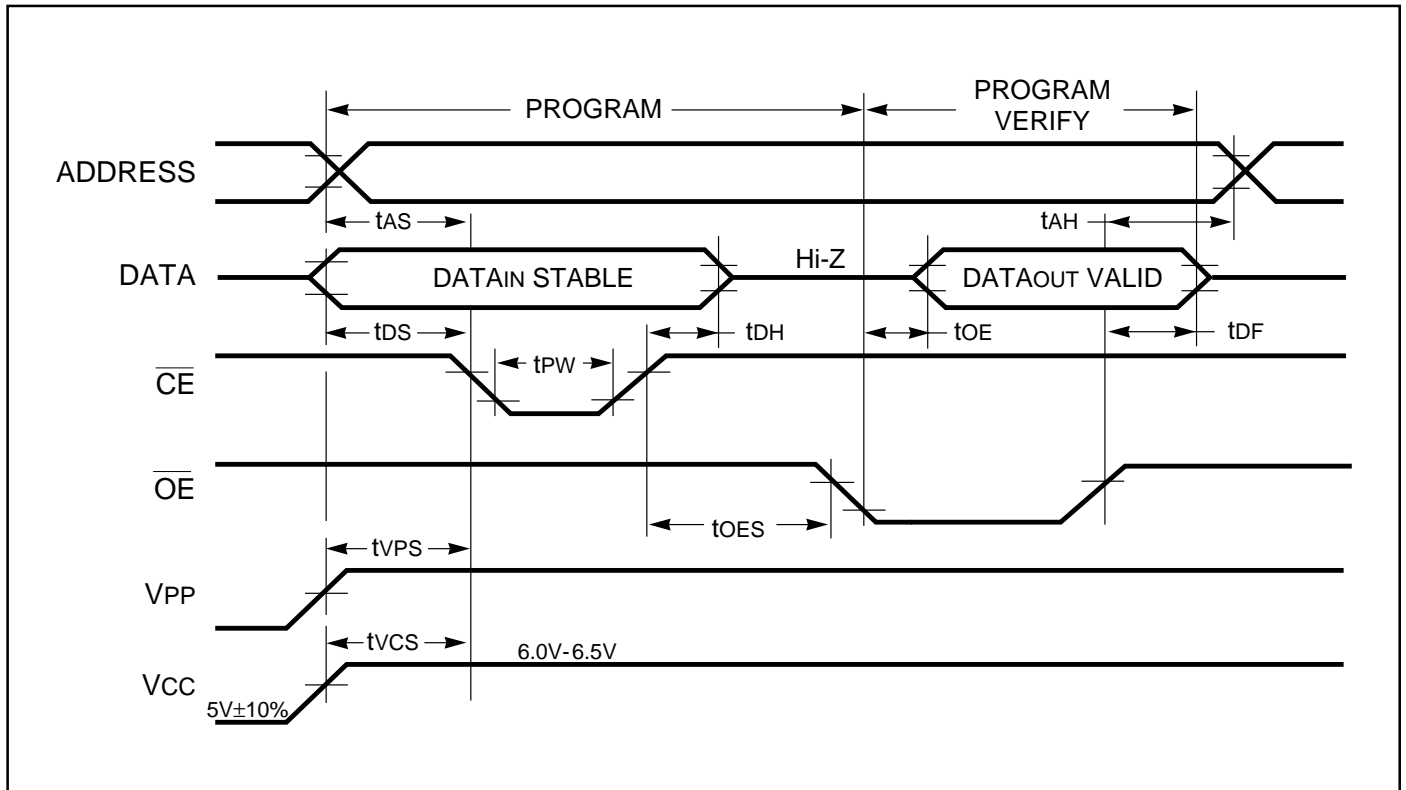 PROGRAM
PROGRAM
VERIFY
ADDRESS
tAS
tAH
DATA
DATAIN STABLE
Hi-Z
DATAOUT VALID
tDS
tDH
tOE
tDF
CE
tPW
OE
tOES
tVPS
VPP
tVCS
6.0V-6.5V
VCC
5V±10%